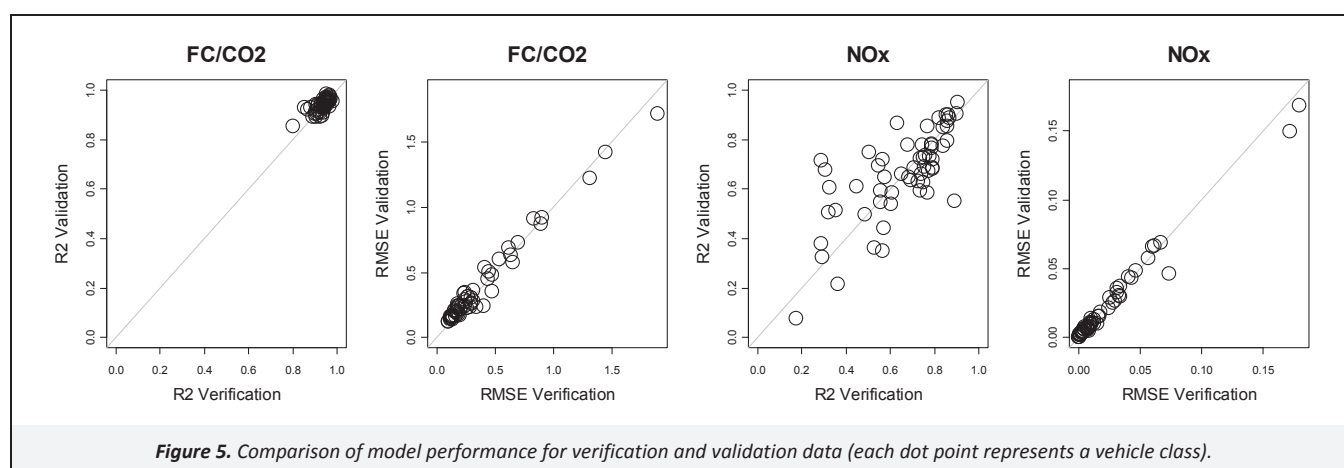 FC/CO2
R2 Validation
0.0 0.2 0.4 0.6 0.8 1.0
0.0 0.2 0.4 0.6 0.8 1.0
R2 Verification
FC/CO2
RMSE Validation
0.0 0.5 1.0 1.5
0.0 0.5 1.0 1.5
RMSE Verification
NOx
R2 Validation
0.0 0.2 0.4 0.6 0.8 1.0
0.0 0.2 0.4 0.6 0.8 1.0
R2 Verification
NOx
RMSE Validation
0.00 0.05 0.10 0.15
0.00 0.05 0.10 0.15
RMSE Verification
Figure 5. Comparison of model performance for verification and validation data (each dot point represents a vehicle class).